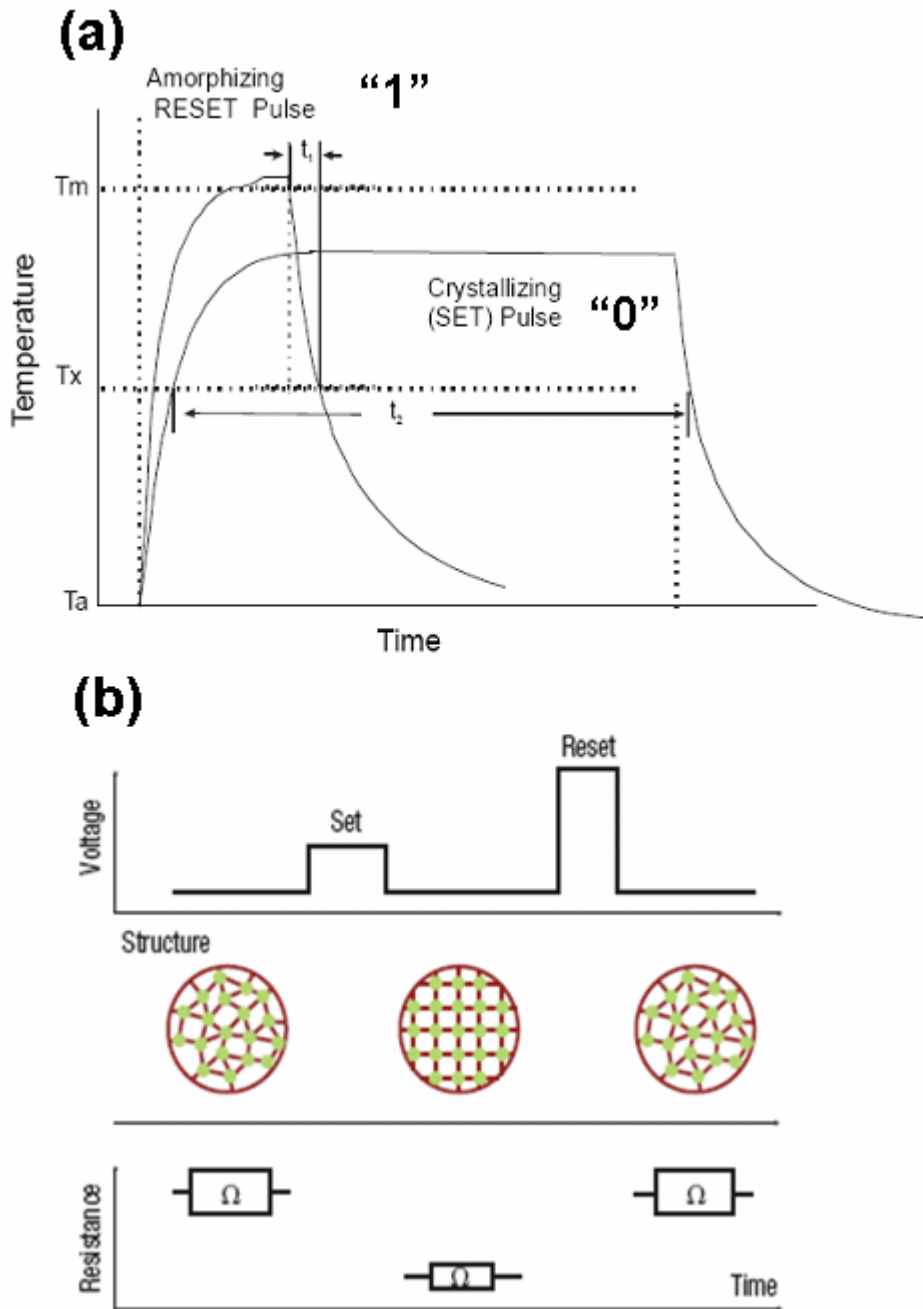 (a)
Amorphizing
RESET Pulse
“1”
t₁
Tm
Temperature
Crystallizing
(SET) Pulse
“0”
Tx
t₂
Ta
Time
(b)
Reset
Set
Voltage
Structure
Ω
Ω
Ω
Resistance
Time